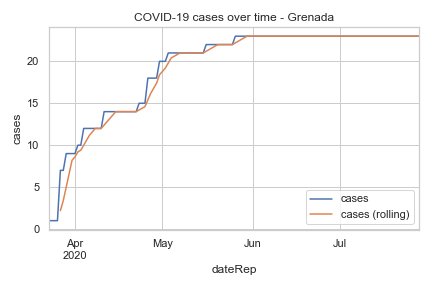 COVID-19 cases over time - Grenada
20
15
10
5
0
cases
Apr
2020
May
Jun
Jul
dateRep
cases
cases (rolling)